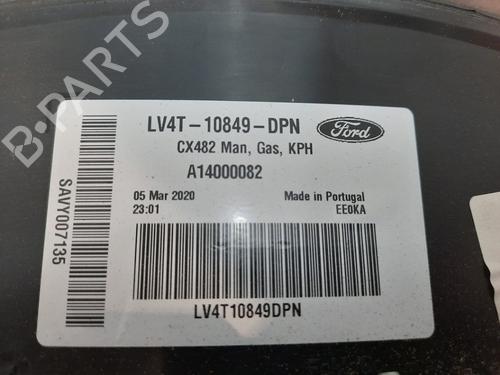 B-PARTS
LV4T-10849-DPN
Ford
CX482 Man, Gas, KPH
A14000082
05 Mar 2020
23:01
Made in Portugal
EE0KA
SAVY007135
LV4T10849DPN